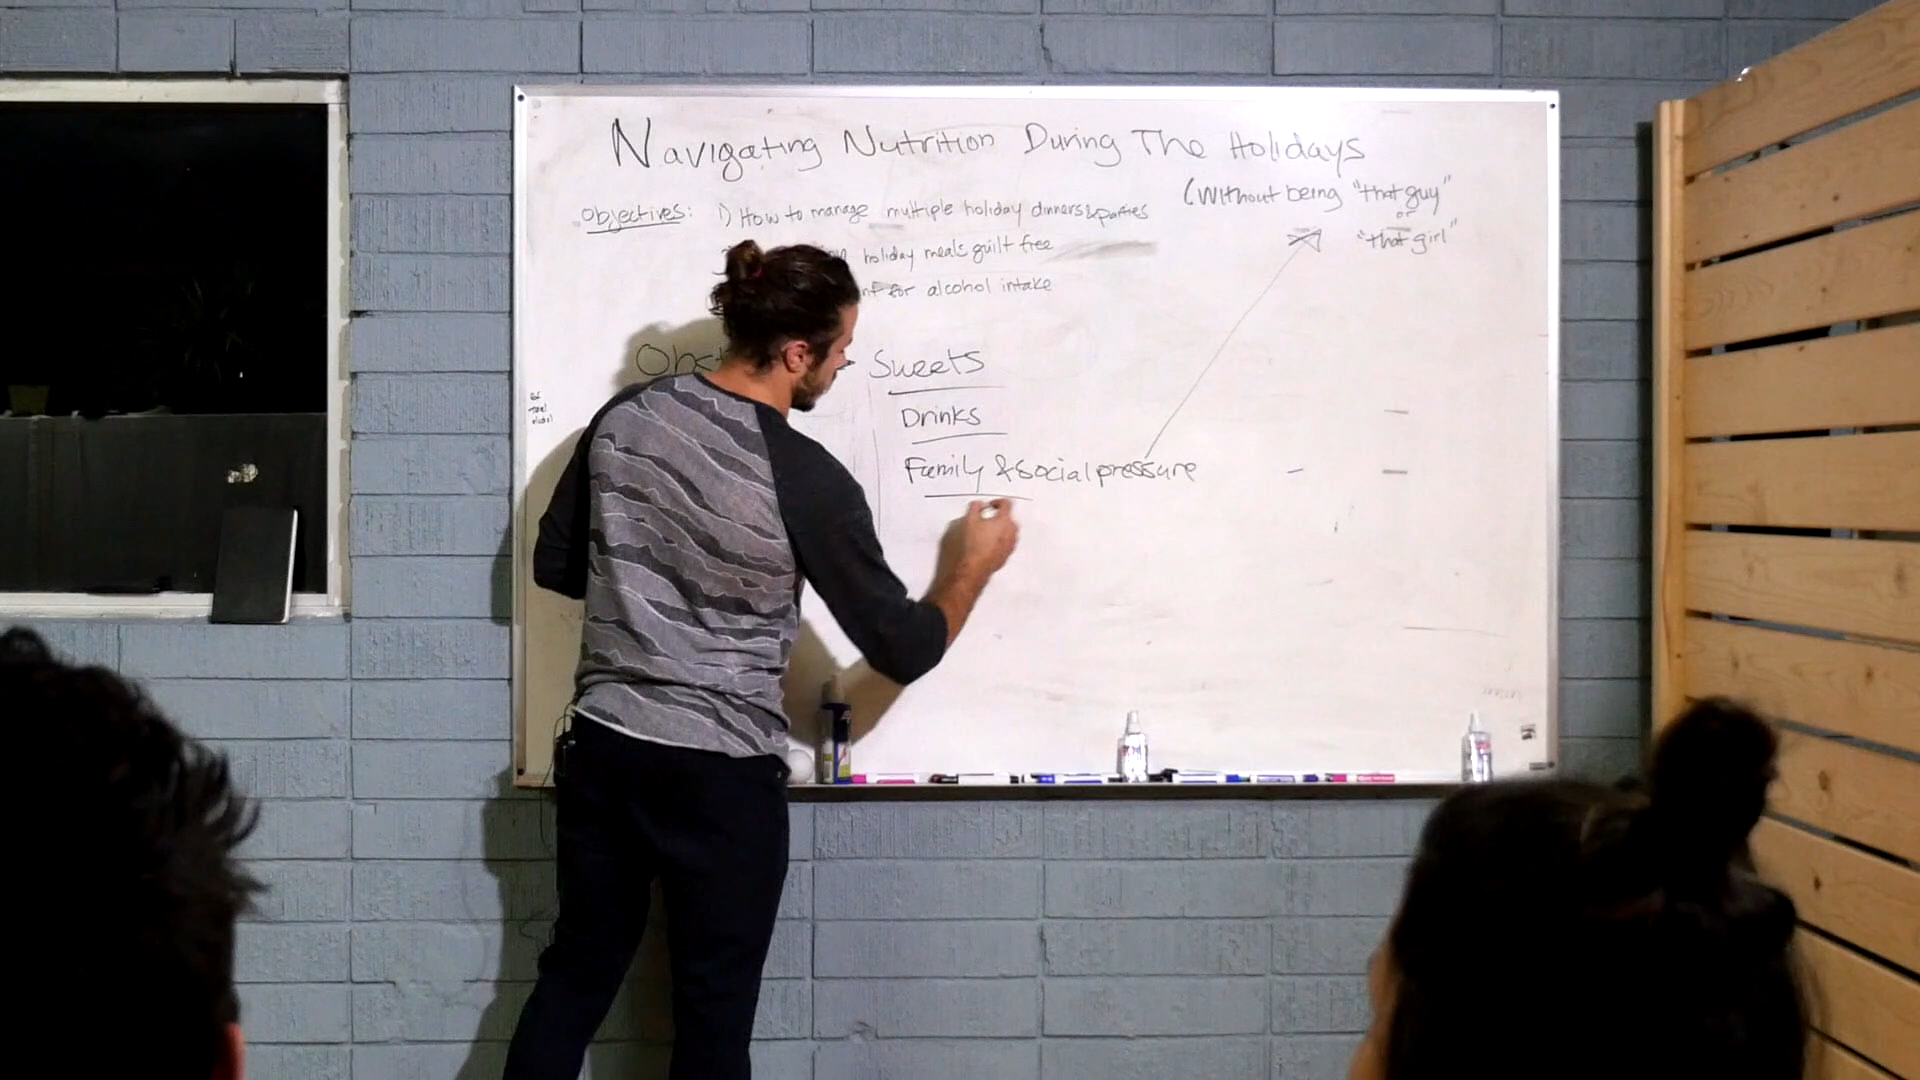 Navigating Nutrition During The Holidays
(Without being "that guy"
or
"that girl"
Objectives: 1) How to manage multiple holiday dinners & parties
holiday meals guilt free
for alcohol intake
Sweets
Drinks
Family & social pressure